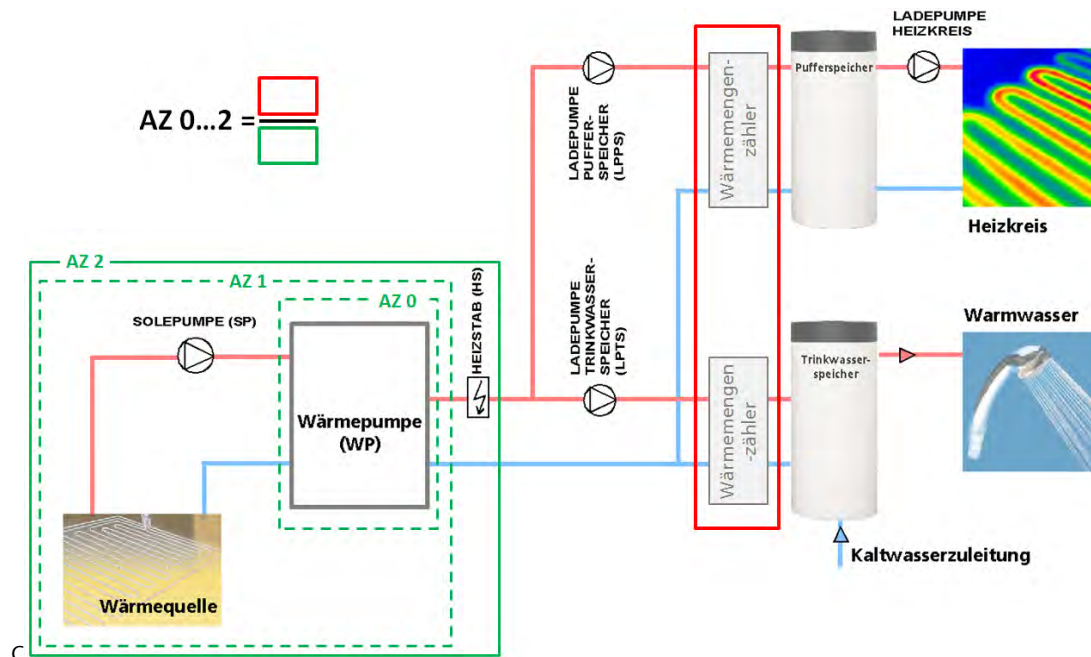 LADEPUMPE
HEIZKREIS
AZ 0...2 =
LADEPUMPE
PUFFER-
SPEICHER
(LPPS)
Wärmemengen-
zähler
Pufferspeicher
Heizkreis
AZ 2
AZ 1
AZ 0
SOLEPUMPE (SP)
HEIZSTAB (HS)
LADEPUMPE
TRINKWASSER-
SPEICHER
(LPTS)
Wärmepumpe
(WP)
Wärmemengen
-zähler
Trinkwasser-
speicher
Warmwasser
Kaltwasserzuleitung
Wärmequelle
C